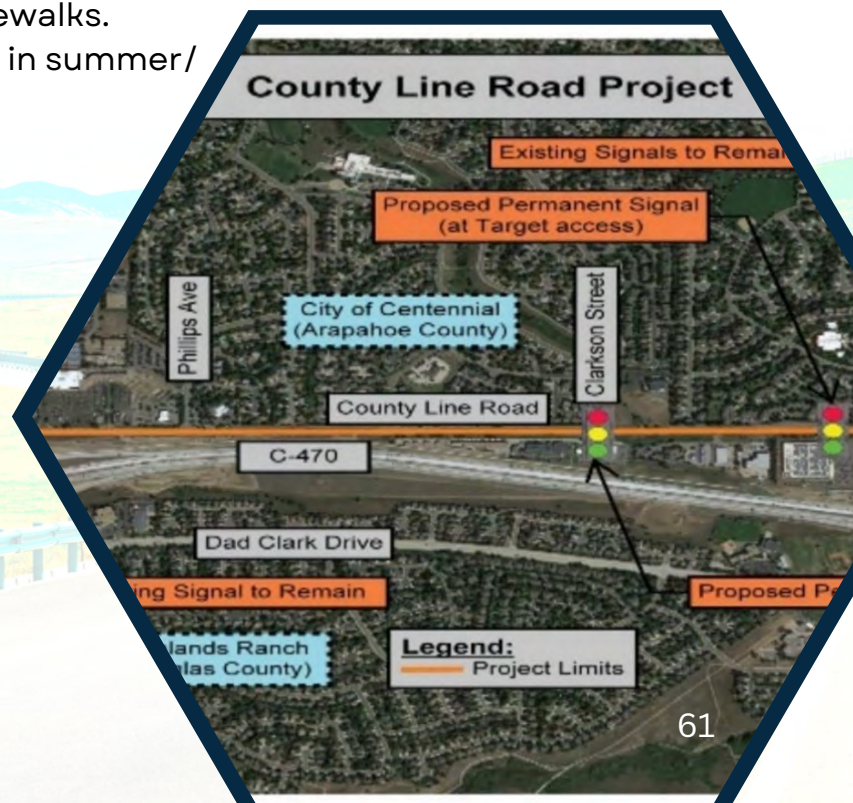 ewalks.
in summer/
County Line Road Project
Existing Signals to Remai
Proposed Permanent Signal
(at Target access)
Phillips Ave
City of Centennial
(Arapahoe County)
Clarkson Street
County Line Road
C-470
Dad Clark Drive
ing Signal to Remain
Proposed Pe
lands Ranch
las County)
Legend:
Project Limits
61